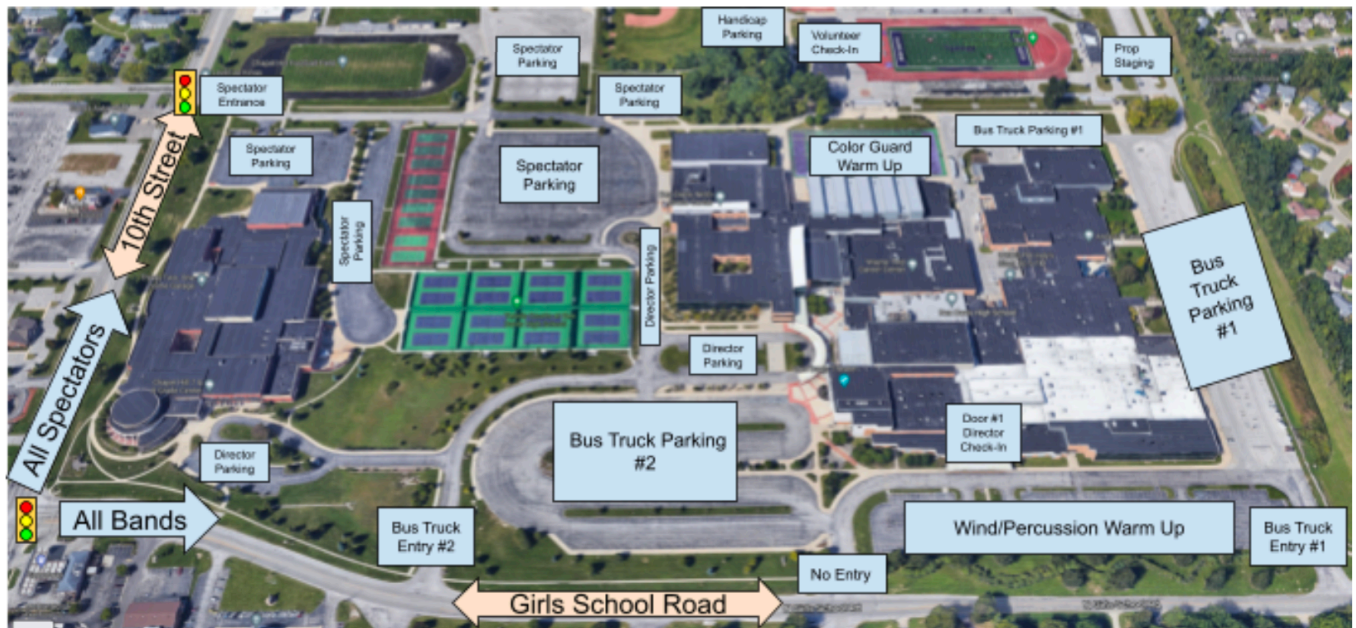 Handicap
Parking
Volunteer
Check-In
Spectator
Parking
Prop
Staging
Spectator
Entrance
Spectator
Parking
Bus Truck Parking #1
Spectator
Parking
Color Guard
Warm Up
Spectator
Parking
10th Street
Spectator
Parking
Director Parking
Bus
Truck
Parking
#1
Director
Parking
All Spectators
Bus Truck Parking
#2
Door #1
Director
Check-In
Director
Parking
All Bands
Bus Truck
Entry #2
Wind/Percussion Warm Up
Bus Truck
Entry #1
No Entry
Girls School Road